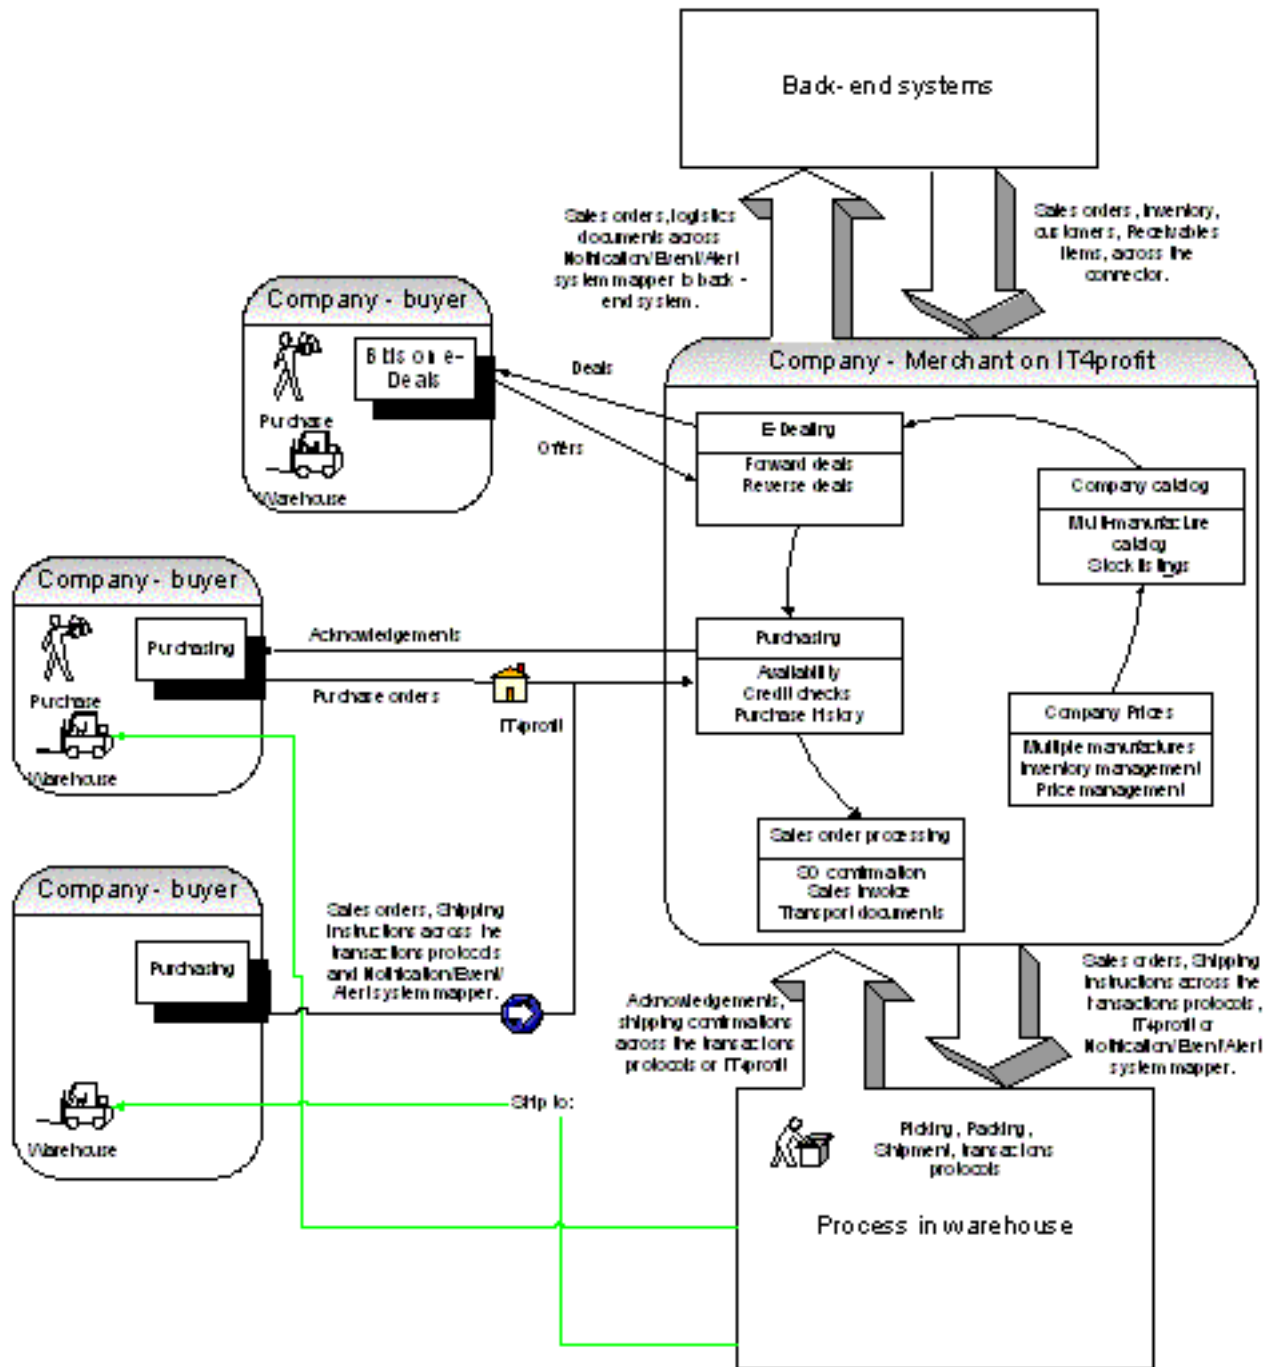 Back-end systems
Sales orders, logistics
documents across
Notification/Event/Alert
system mapper to back -
end system.
Sales orders, Inventory,
customers, Receivables
Items, across the
connector.
Company - buyer
Bids on e-
Deals
Purchase
Warehouse
Deals
Offers
Company - Merchant on IT4profit
E-Dealing
Forward deals
Reverse deals
Company catalog
Multi-manufacture
catalog
Stock listings
Company - buyer
Purchasing
Purchase
Warehouse
Acknowledgements
Purchase orders
IT4profit
Purchasing
Availability
Credit checks
Purchase History
Company Prices
Multiple manufactures
Inventory management
Price management
Sales order processing
SO confirmation
Sales Invoice
Transport documents
Company - buyer
Purchasing
Warehouse
Sales orders, Shipping
Instructions across the
transactions protocols
and Notification/Event/
Alert system mapper.
Acknowledgements,
shipping confirmations
across the transactions
protocols or IT4profit
Sales orders, Shipping
Instructions across the
transactions protocols,
IT4profit or
Notification/Event/Alert
system mapper.
Ship to:
Picking, Packing,
Shipment, transactions
protocols
Process in warehouse